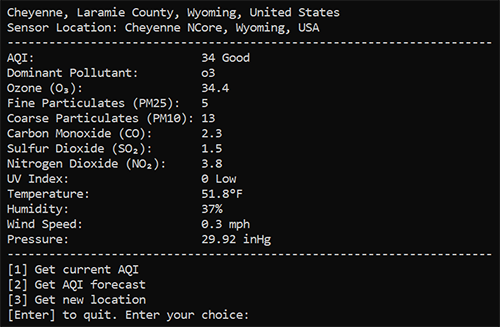 Cheyenne, Laramie County, Wyoming, United States
Sensor Location: Cheyenne NCore, Wyoming, USA
-----------------------------------------------------------------
AQI: 34 Good
Dominant Pollutant: o3
Ozone (O₃): 34.4
Fine Particulates (PM25): 5
Coarse Particulates (PM10): 13
Carbon Monoxide (CO): 2.3
Sulfur Dioxide (SO₂): 1.5
Nitrogen Dioxide (NO₂): 3.8
UV Index: 0 Low
Temperature: 51.8°F
Humidity: 37%
Wind Speed: 0.3 mph
Pressure: 29.92 inHg
-----------------------------------------------------------------
[1] Get current AQI
[2] Get AQI forecast
[3] Get new location
[Enter] to quit. Enter your choice: